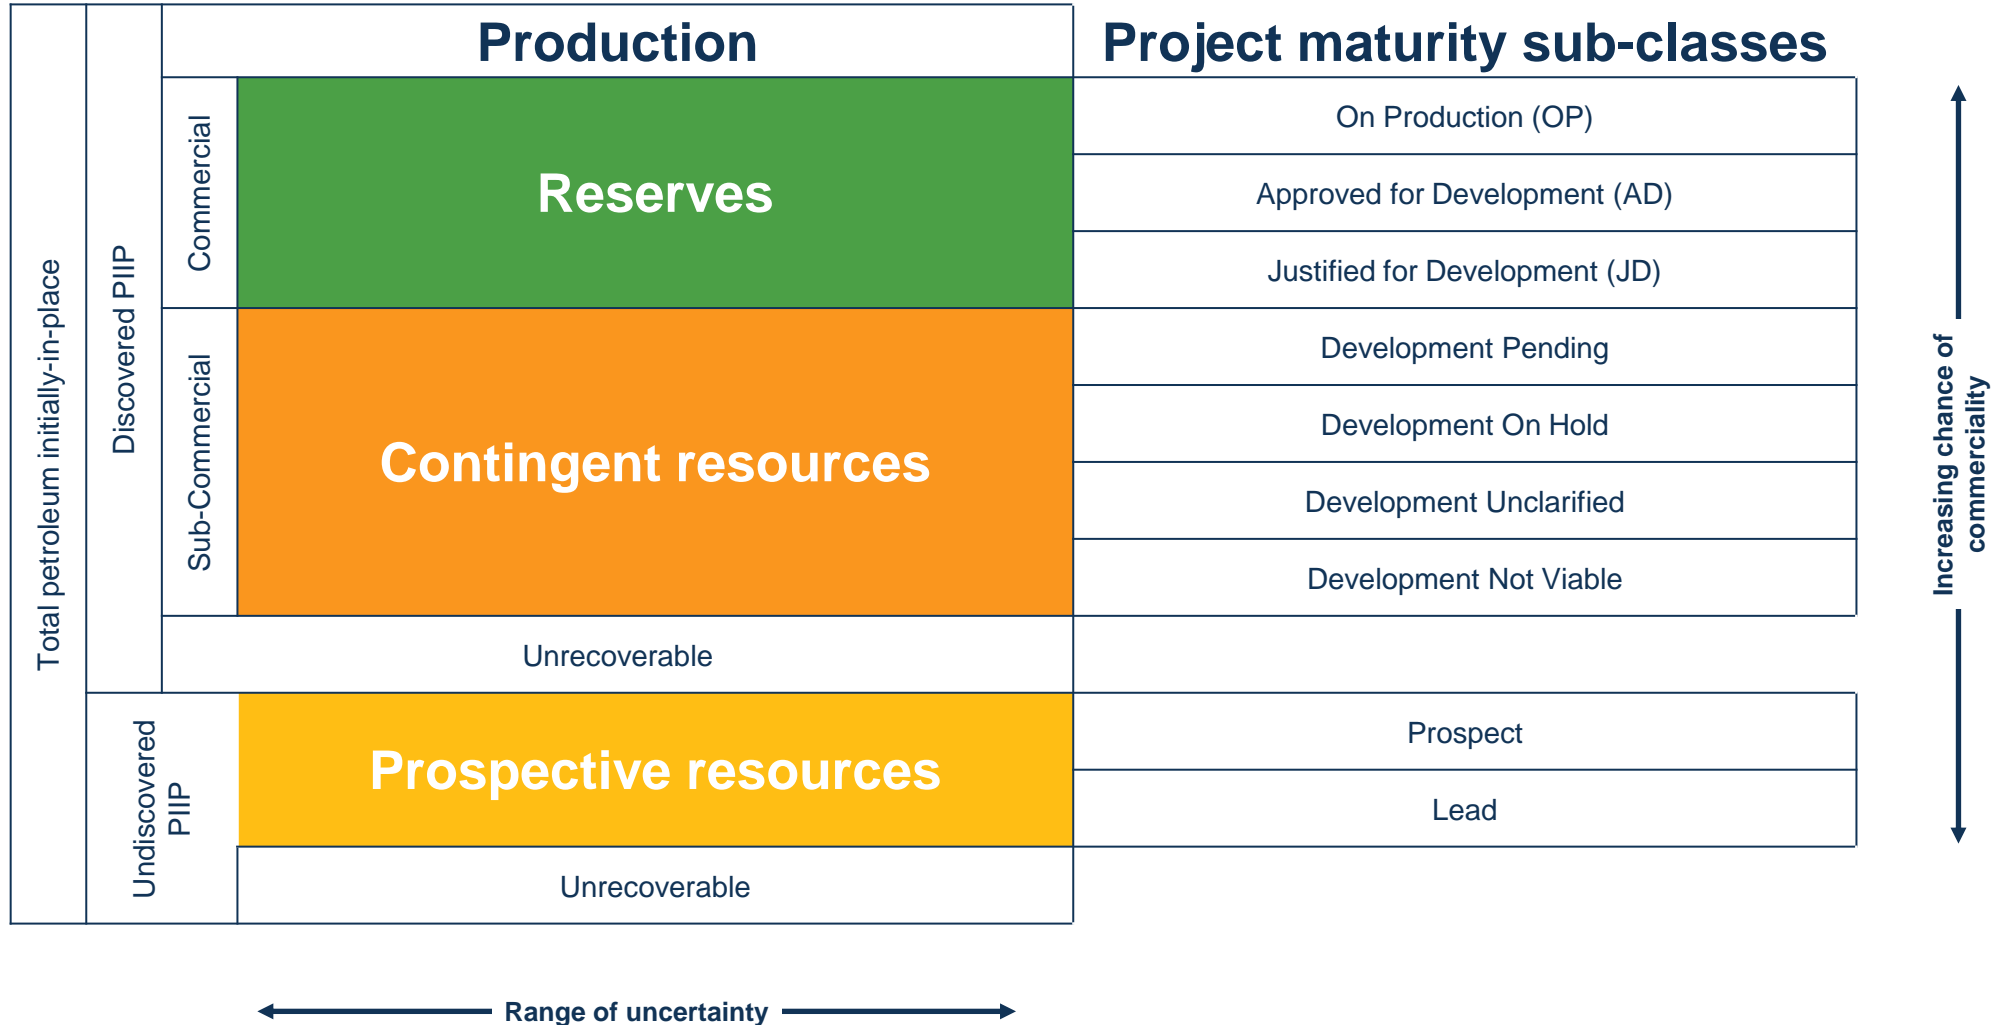 Production
Project maturity sub-classes
Total petroleum initially-in-place
Discovered PIIP
Commercial
Reserves
On Production (OP)
Approved for Development (AD)
Justified for Development (JD)
Sub-Commercial
Contingent resources
Development Pending
Development On Hold
Development Unclarified
Development Not Viable
Unrecoverable
Undiscovered
PIIP
Prospective resources
Prospect
Lead
Unrecoverable
Increasing chance of
commerciality
Range of uncertainty